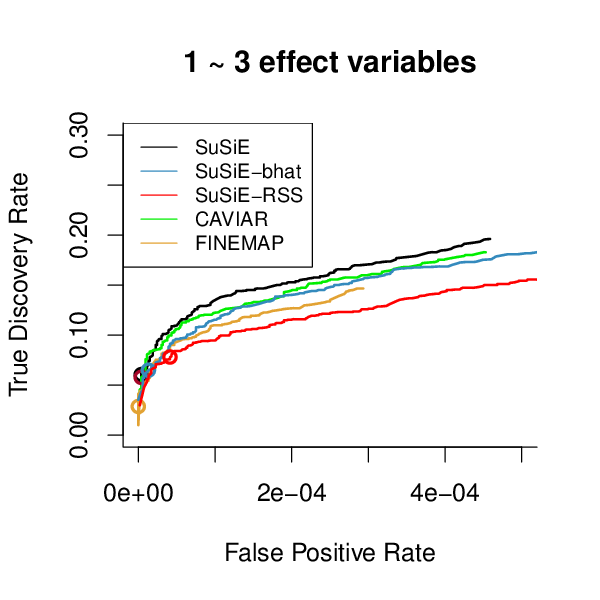 1 ~ 3 effect variables
SuSiE
SuSiE−bhat
SuSiE−RSS
CAVIAR
FINEMAP
True Discovery Rate
0.30
0.20
0.10
0.00
0e+00 2e−04 4e−04
False Positive Rate